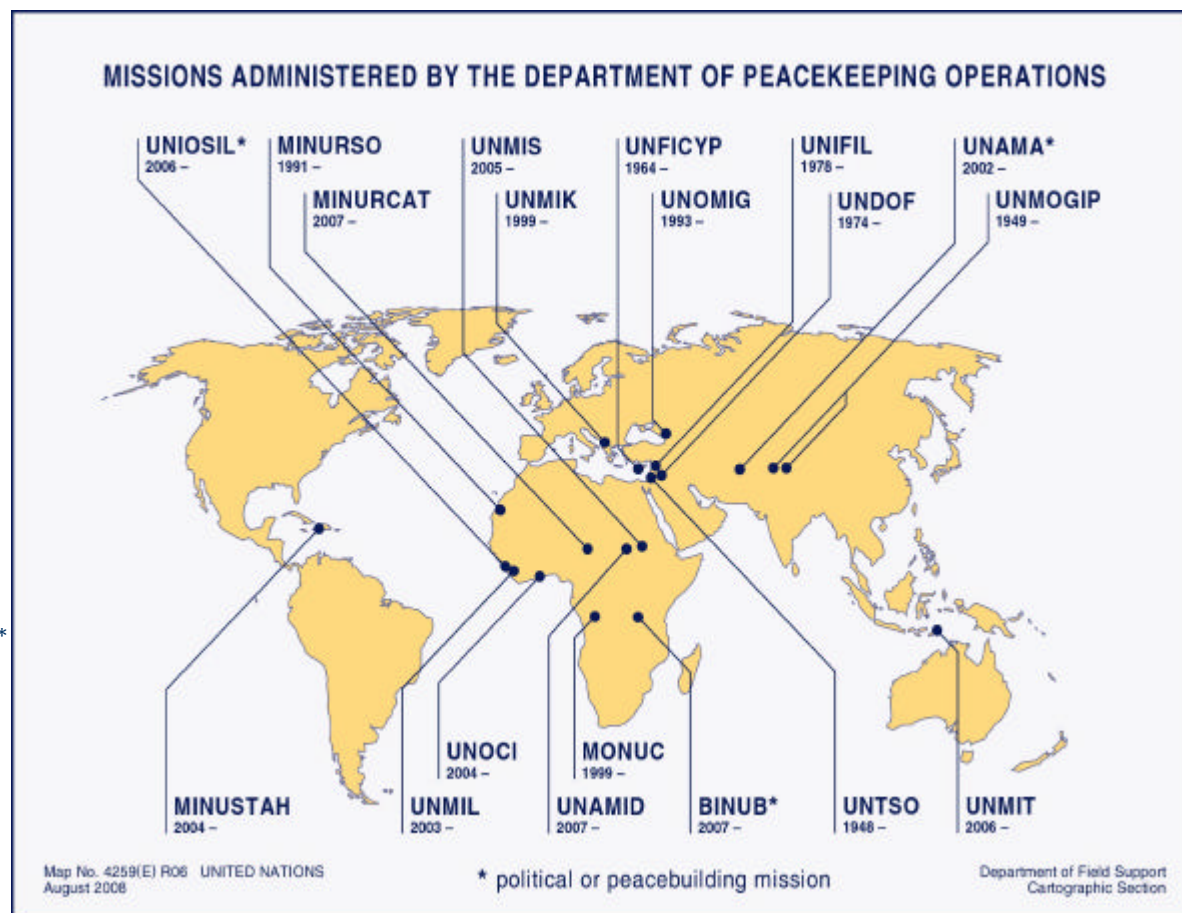 MISSIONS ADMINISTERED BY THE DEPARTMENT OF PEACEKEEPING OPERATIONS
UNIOSIL*
2006 –
MINURSO
1991 –
UNMIS
2005 –
UNFICYP
1964 –
UNIFIL
1978 –
UNAMA*
2002 –
MINURCAT
2007 –
UNMIK
1999 –
UNOMIG
1993 –
UNDOF
1974 –
UNMOGIP
1949 –
*
UNOCI
2004 –
MONUC
1999 –
MINUSTAH
2004 –
UNMIL
2003 –
UNAMID
2007 –
BINUB*
2007 –
UNTSO
1948 –
UNMIT
2006 –
Map No. 4259(E) R06 UNITED NATIONS
August 2008
* political or peacebuilding mission
Department of Field Support
Cartographic Section